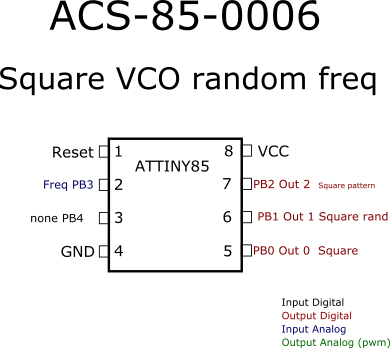 ACS-85-0006
Square VCO random freq
Reset 1 8 VCC
ATTINY85
Freq PB3 2 7 PB2 Out 2 Square pattern
none PB4 3 6 PB1 Out 1 Square rand
GND 4 5 PB0 Out 0 Square
Input Digital
Output Digital
Input Analog
Output Analog (pwm)